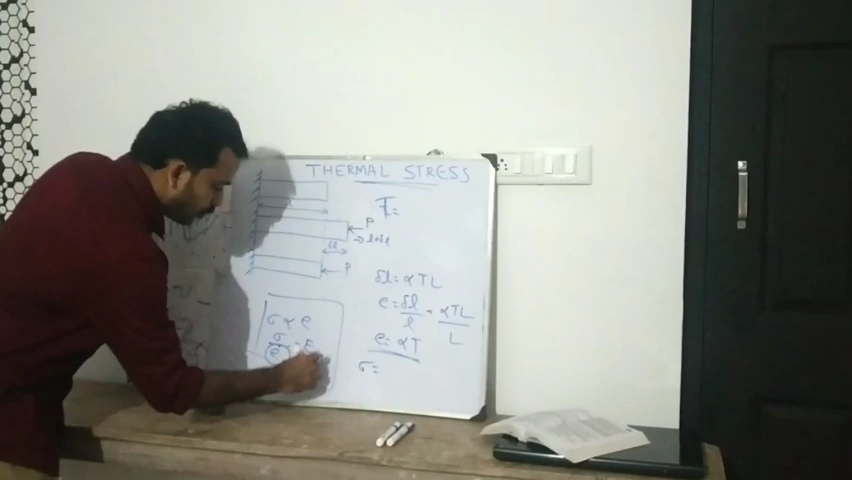 THERMAL STRESS
T=
P
→ l+δl
δl
P
δl = αTL
e = δl/l = αTL/L
e = αT
σ =
σ ∝ e
σ/e = E